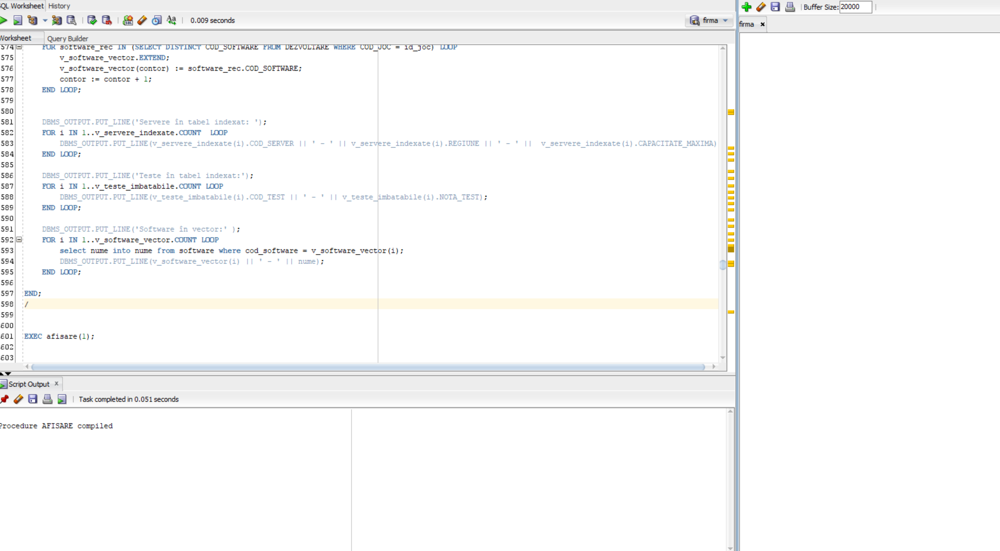 SQL Worksheet History
0.009 seconds
firma
Worksheet Query Builder
574 FOR software_rec IN (SELECT DISTINCT COD_SOFTWARE FROM DEZVOLTARE WHERE COD_JOC = id_joc) LOOP
575 v_software_vector.EXTEND;
576 v_software_vector(contor) := software_rec.COD_SOFTWARE;
577 contor := contor + 1;
578 END LOOP;
579
580
581 DBMS_OUTPUT.PUT_LINE('Servere în tabel indexat: ');
582 FOR i IN 1..v_servere_indexate.COUNT  LOOP
583 DBMS_OUTPUT.PUT_LINE(v_servere_indexate(i).COD_SERVER || ' - ' || v_servere_indexate(i).REGIUNE || ' - ' ||  v_servere_indexate(i).CAPACITATE_MAXIMA)
584 END LOOP;
585
586 DBMS_OUTPUT.PUT_LINE('Teste în tabel indexat:');
587 FOR i IN 1..v_teste_imbatabile.COUNT LOOP
588 DBMS_OUTPUT.PUT_LINE(v_teste_imbatabile(i).COD_TEST || ' - ' || v_teste_imbatabile(i).NOTA_TEST);
589 END LOOP;
590
591 DBMS_OUTPUT.PUT_LINE('Software în vector:' );
592 FOR i IN 1..v_software_vector.COUNT LOOP
593 select nume into nume from software where cod_software = v_software_vector(i);
594 DBMS_OUTPUT.PUT_LINE(v_software_vector(i) || ' - ' || nume);
595 END LOOP;
596
597 END;
598 /
599
600
601 EXEC afisare(1);
602
603
Script Output x
Task completed in 0.051 seconds
Procedure AFISARE compiled
Buffer Size: 20000
firma x